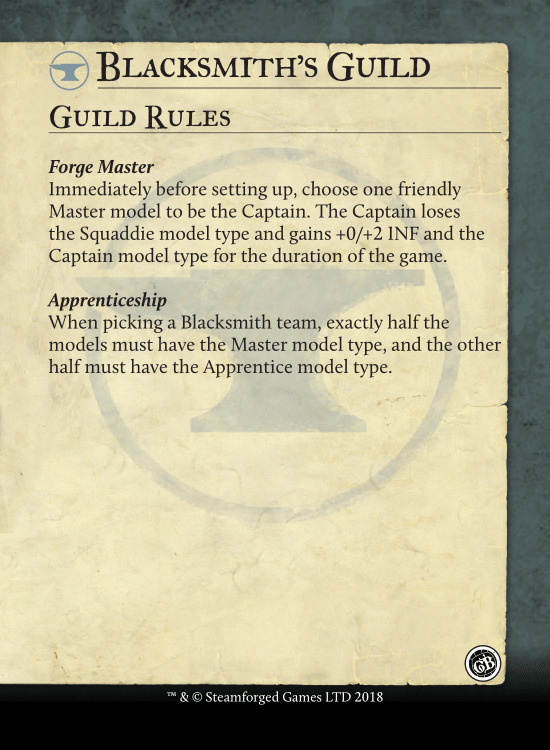 Blacksmith's Guild
Guild Rules
Forge Master
Immediately before setting up, choose one friendly
Master model to be the Captain. The Captain loses
the Squaddie model type and gains +0/+2 INF and the
Captain model type for the duration of the game.
Apprenticeship
When picking a Blacksmith team, exactly half the
models must have the Master model type, and the other
half must have the Apprentice model type.
GB
™ & © Steamforged Games LTD 2018